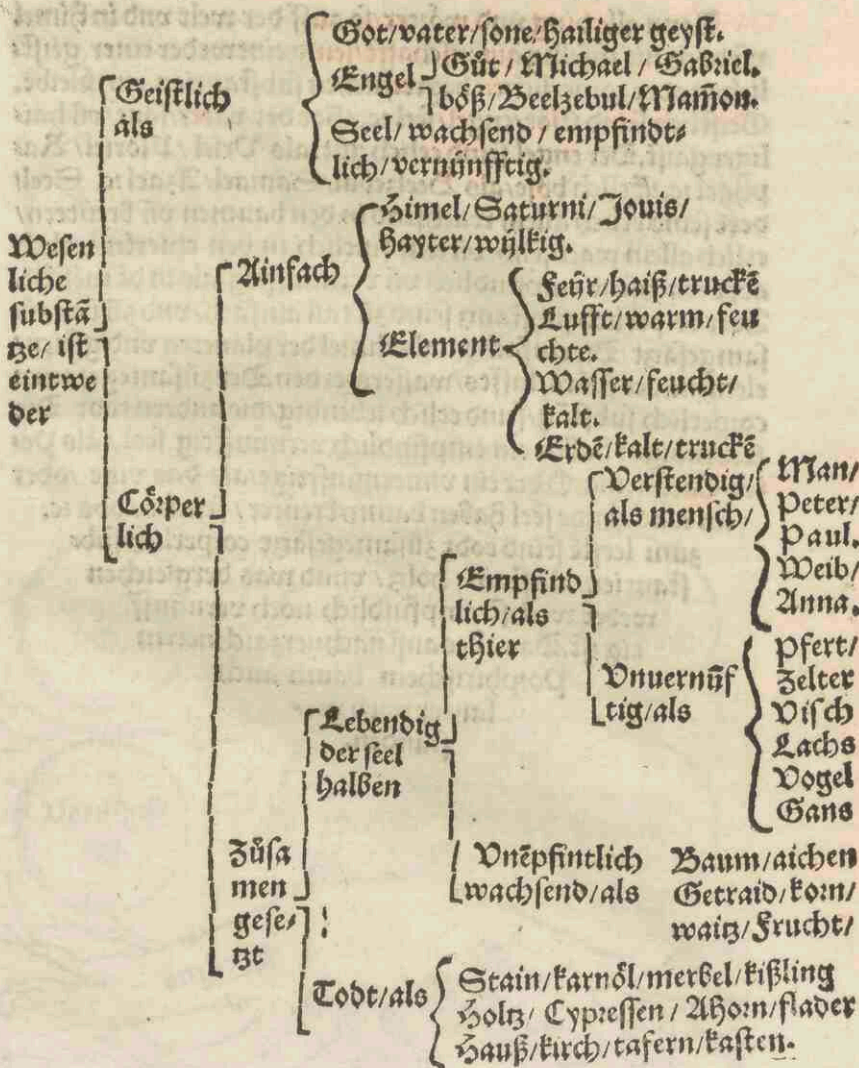 Wesen
liche
substā
tze/ ist
eintwe
der
Geistlich
als
Got/vater/sone/hailiger geyst.
Engel
Gůt / Michael / Gabriel.
böß/Beelzebul/Mam̄on.
Seel/ wachsend / empfindt⸗
lich/vernünfftig.
Cörper
lich
Ainfach
Himel/Saturni/Jouis/
hayter/wülkig.
Element
Feür/haiß/truckē
Lufft/warm/feu
chte.
Wasser/feucht/
kalt.
Erdē/kalt/truckē
Zůsa
men
gese⸗
tzt
Lebendig
der seel
halben
Empfind
lich/als
thier
Verstendig/
als mensch/
Man/
Peter/
Paul.
Weib/
Anna.
Vnuernūf
tig/als
Pfert/
Zelter
Visch
Lachs
Vogel
Gans
Vnēpfintlich
wachsend/als
Baum/aichen
Getraid/korn/
waitz/Frucht/
Todt/als
Stain/karnöl/merbel/kißling
Holtz/ Cypressen / Ahorn/flader
Hauß/kirch/tafern/kasten.